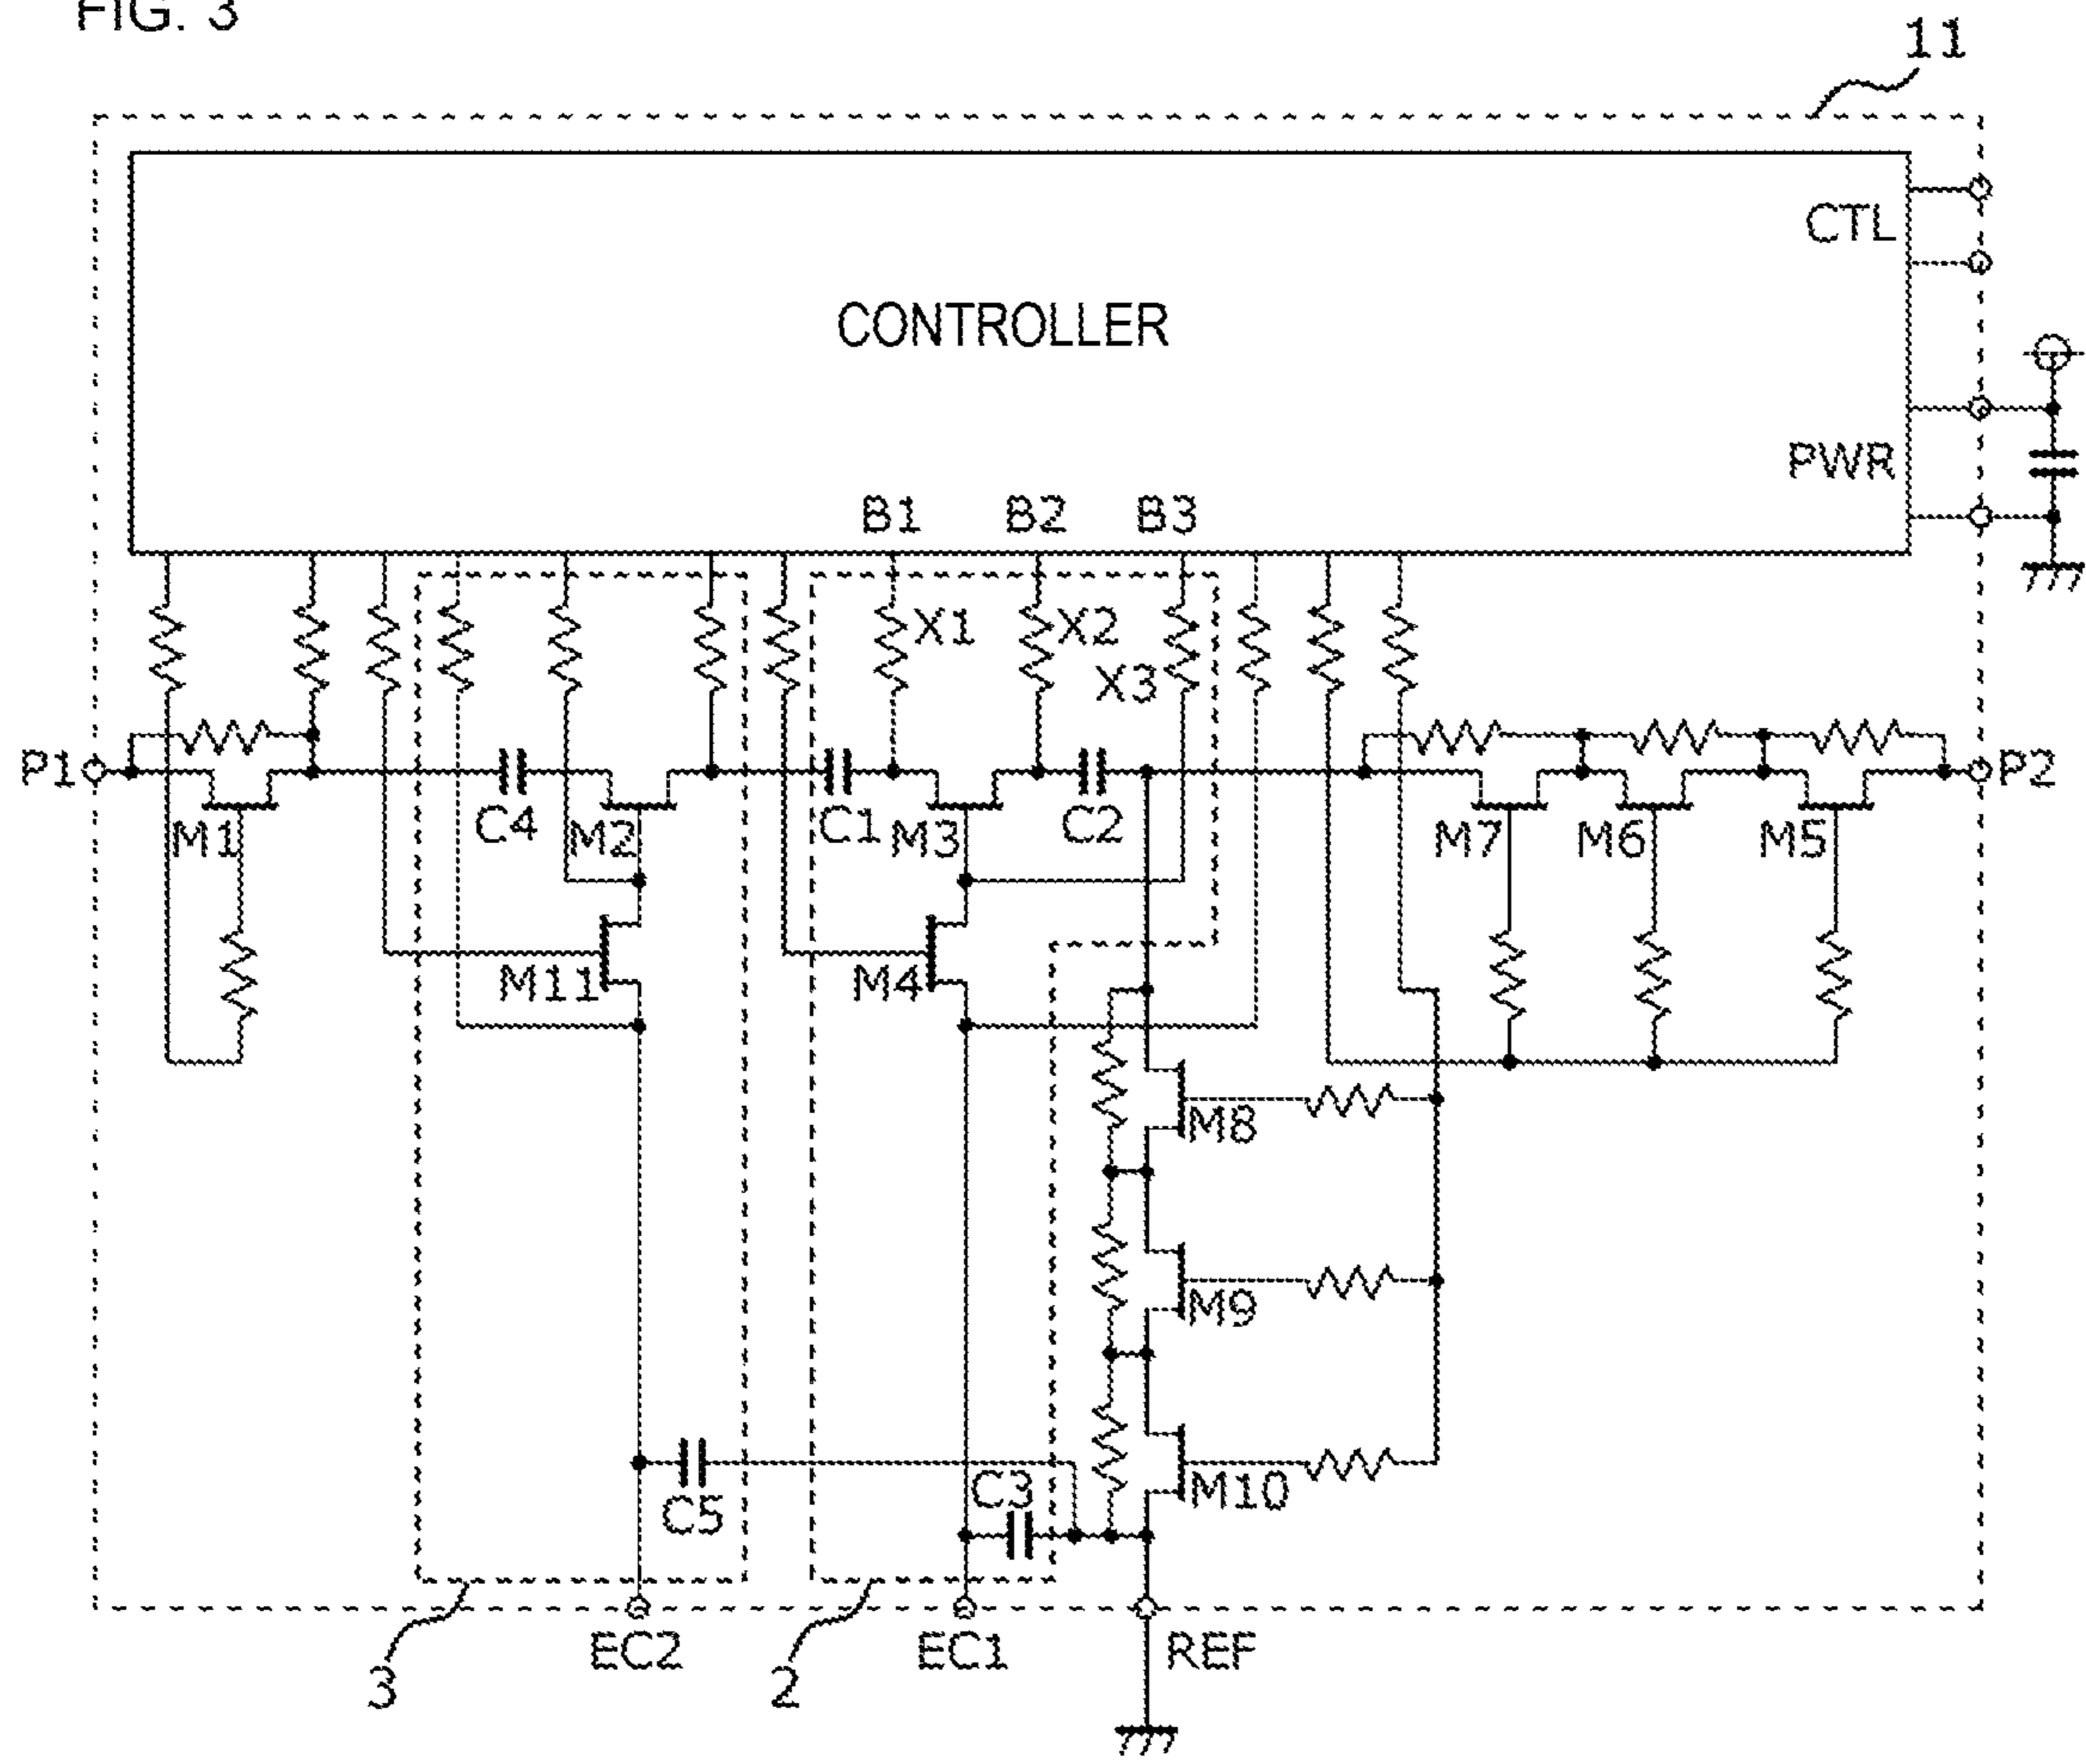 FIG. 3
11
CTL
CONTROLLER
PWR
B1 B2 B3
X1 X2
X3
P1 P2
M1 C4 M2 C1 M3 C2 M7 M6 M5
M11 M4
M8
M9
C5 C3 M10
3 EC2 2 EC1 REF